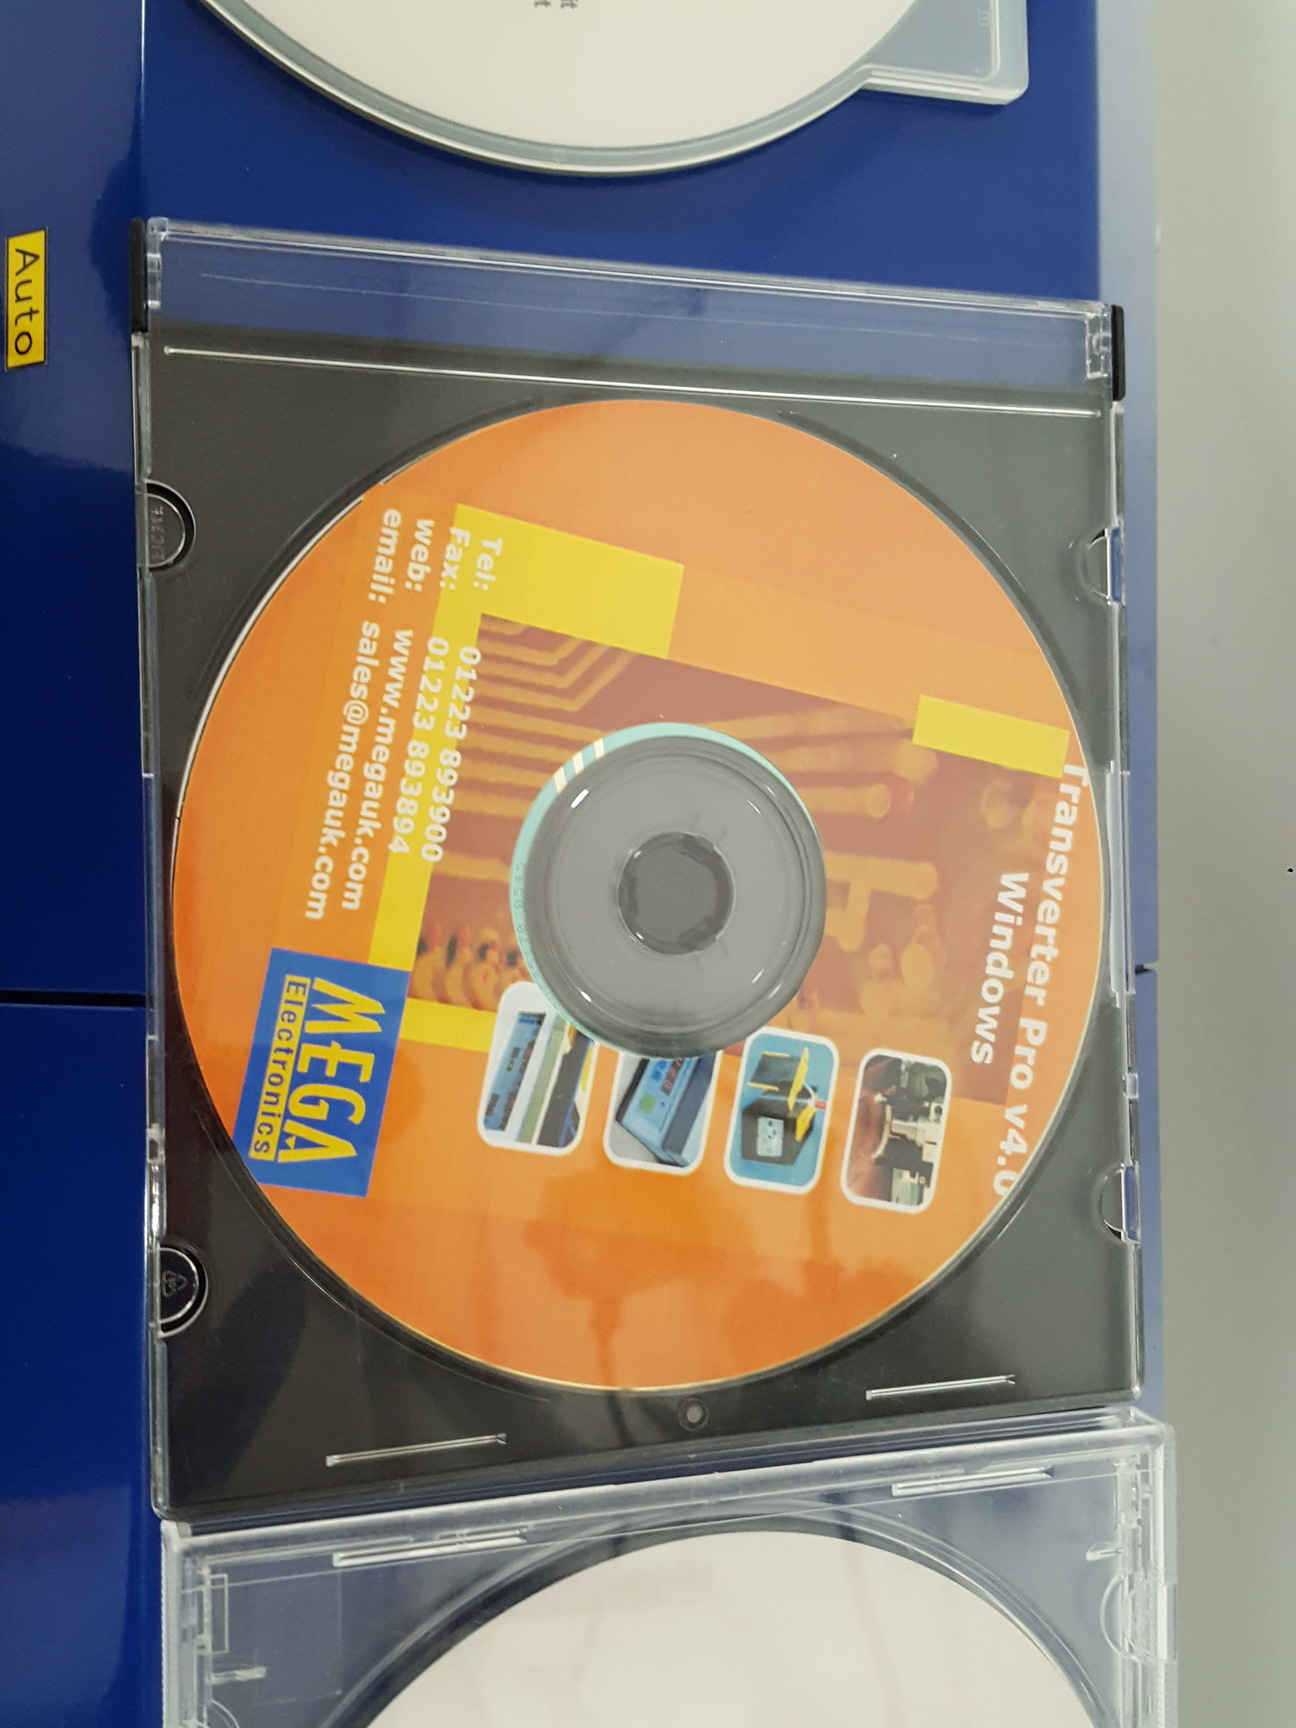 Transverter Pro v4.0
Windows
Tel: 01223 893900
Fax: 01223 893894
web: www.megauk.com
email: sales@megauk.com
MEGA
Electronics
Auto